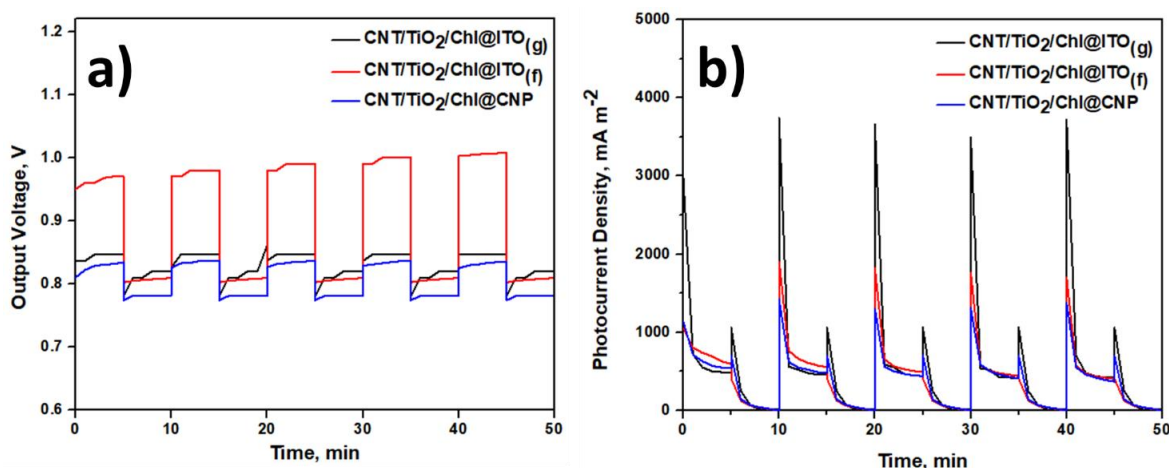 a)
CNT/TiO2/Chl@ITO(g)
CNT/TiO2/Chl@ITO(f)
CNT/TiO2/Chl@CNP
Output Voltage, V
1.2
1.1
1.0
0.9
0.8
0.7
0.6
0 10 20 30 40 50
Time, min
b)
CNT/TiO2/Chl@ITO(g)
CNT/TiO2/Chl@ITO(f)
CNT/TiO2/Chl@CNP
Photocurrent Density, mA m-2
5000
4000
3000
2000
1000
0
0 10 20 30 40 50
Time, min